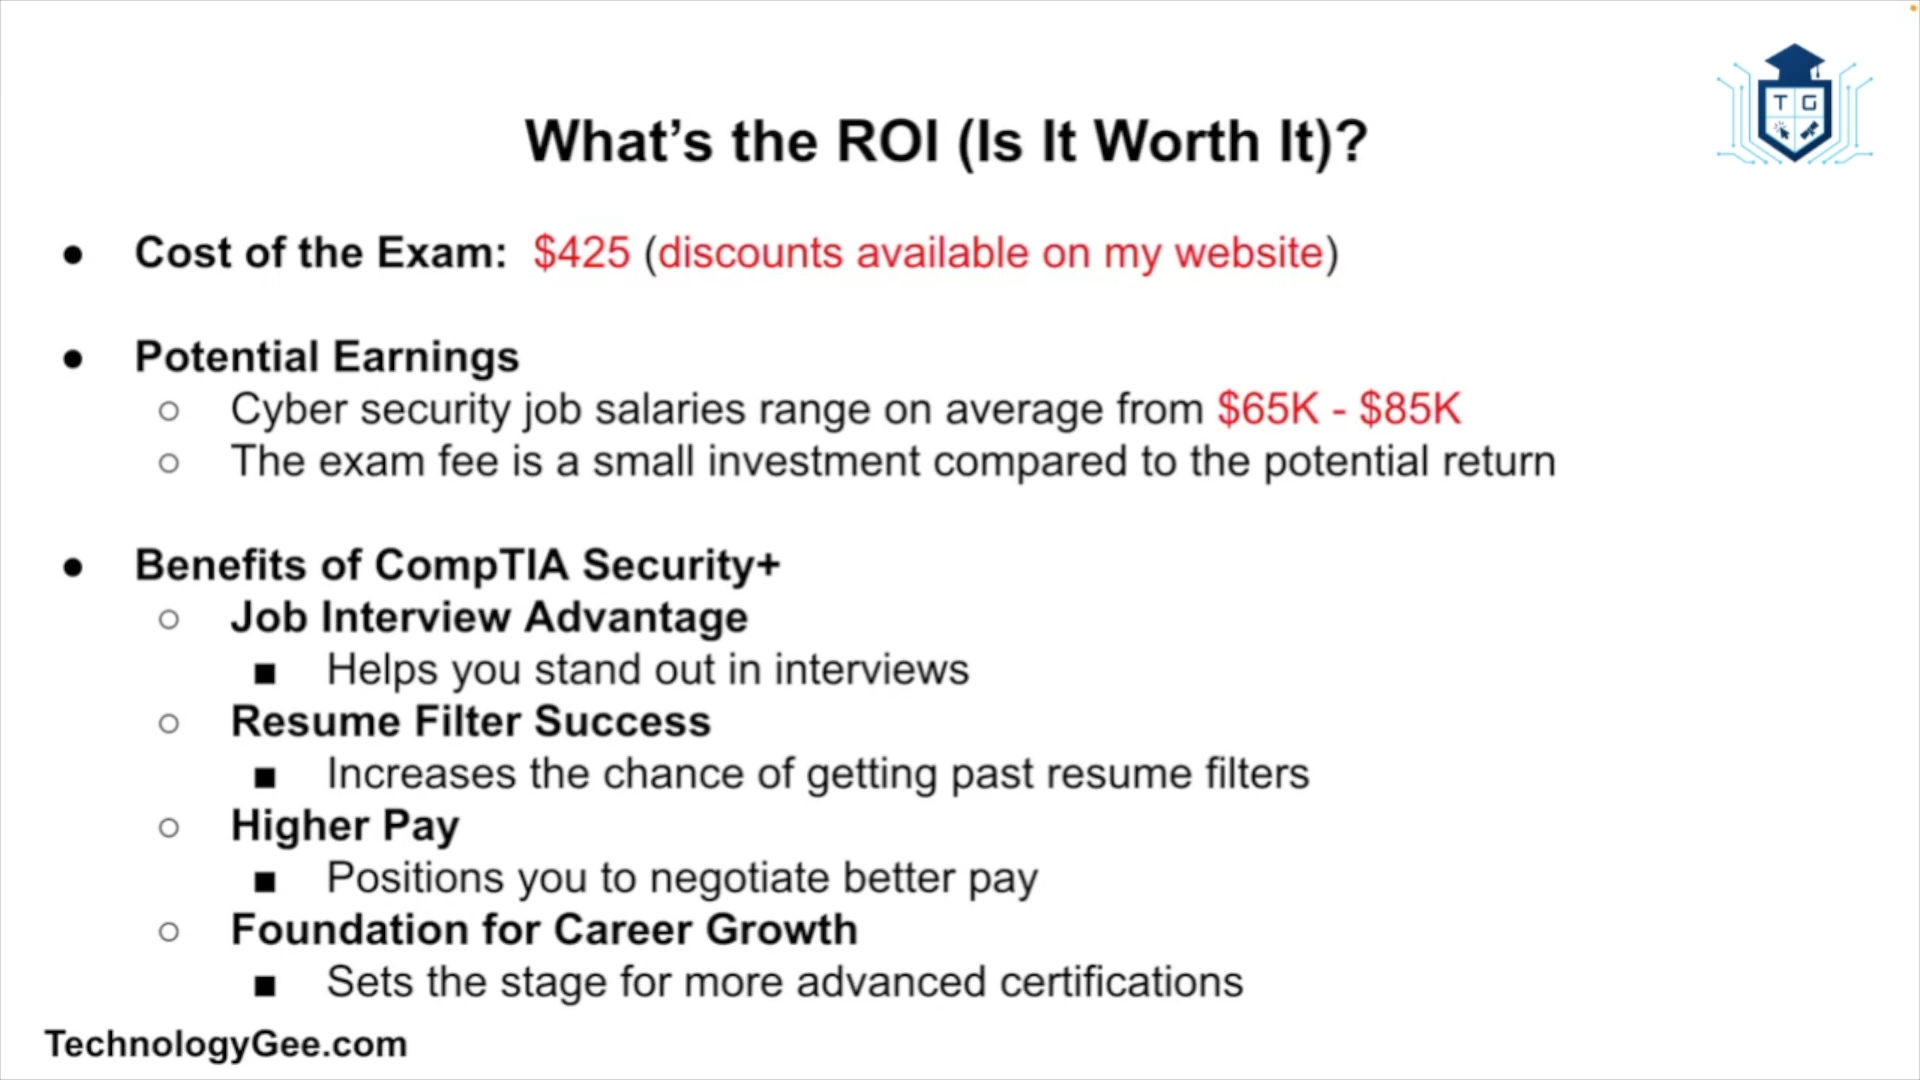 T G
What’s the ROI (Is It Worth It)?
● Cost of the Exam: $425 (discounts available on my website)
● Potential Earnings
○ Cyber security job salaries range on average from $65K - $85K
○ The exam fee is a small investment compared to the potential return
● Benefits of CompTIA Security+
○ Job Interview Advantage
■ Helps you stand out in interviews
○ Resume Filter Success
■ Increases the chance of getting past resume filters
○ Higher Pay
■ Positions you to negotiate better pay
○ Foundation for Career Growth
■ Sets the stage for more advanced certifications
TechnologyGee.com